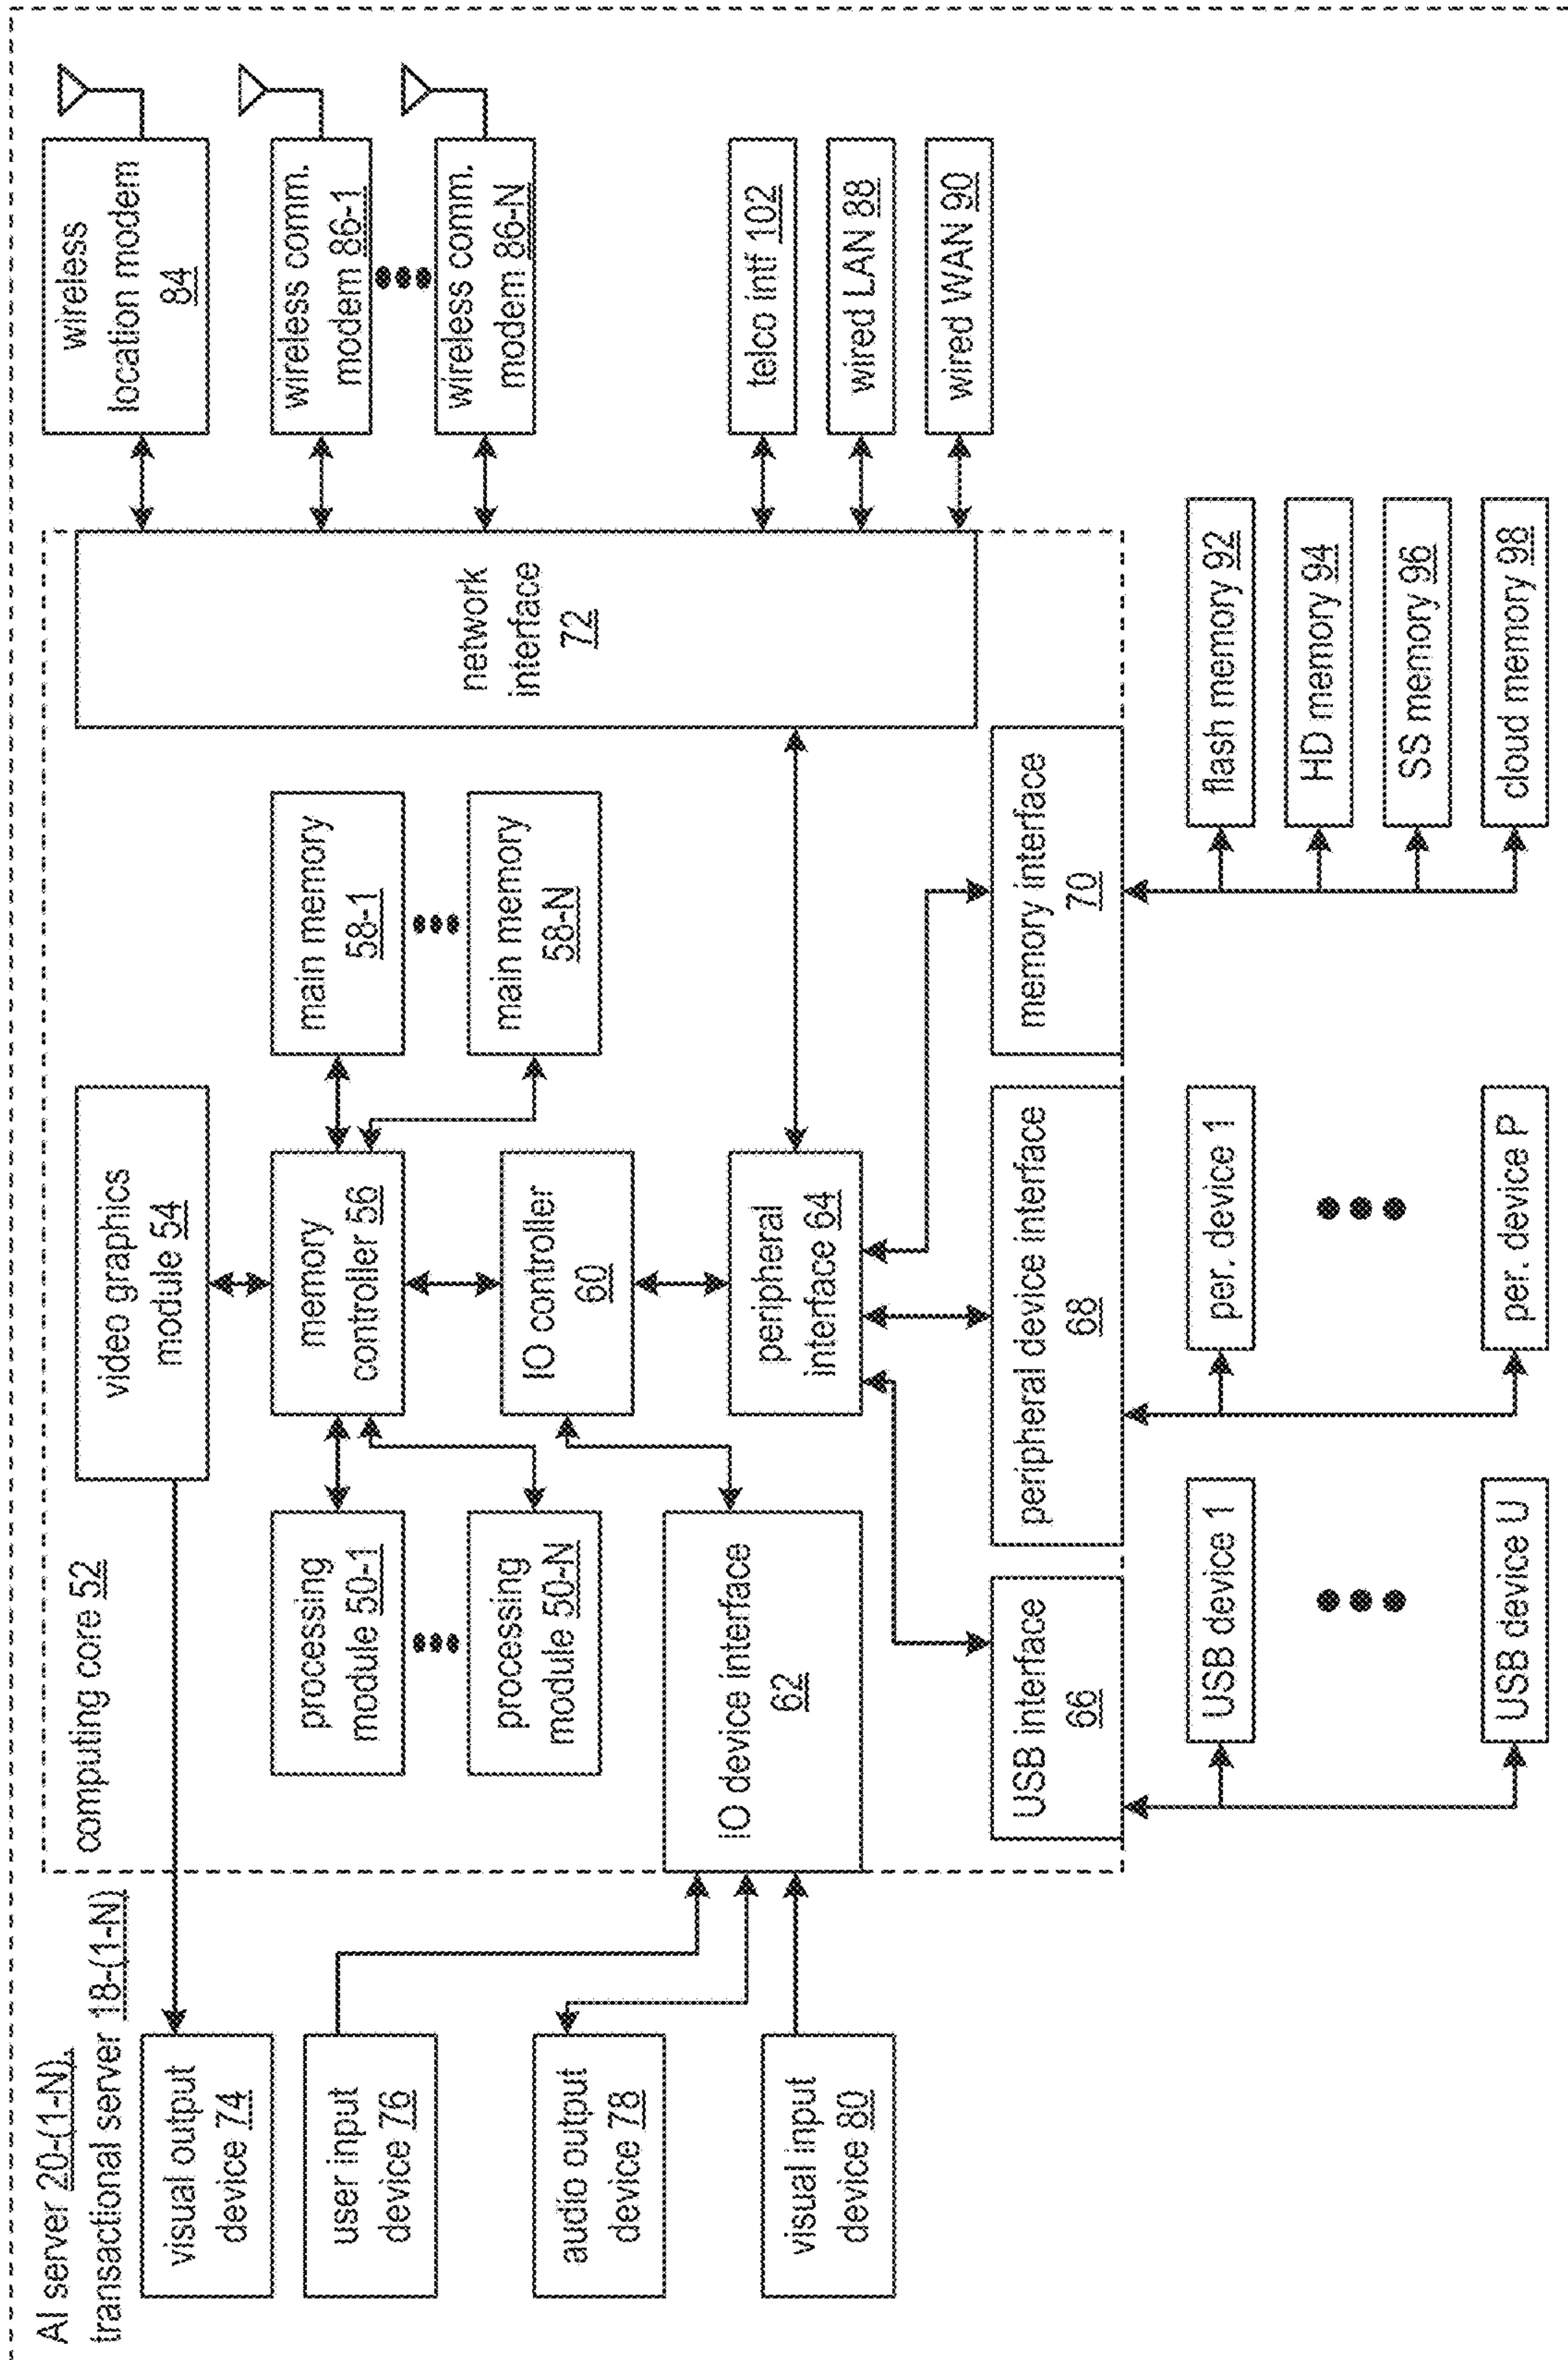 AI server 20-(1-N),
transactional server 18-(1-N)
computing core 52
visual output
device 74
user input
device 76
audio output
device 78
visual input
device 80
video graphics
module 54
processing
module 50-1
processing
module 50-N
memory
controller 56
main memory
58-1
main memory
58-N
IO controller
60
IO device interface
62
peripheral
interface 64
USB interface
66
peripheral device interface
68
memory interface
70
network
interface
72
wireless
location modem
84
wireless comm.
modem 86-1
wireless comm.
modem 86-N
telco intf 102
wired LAN 88
wired WAN 90
USB device 1
USB device U
per. device 1
per. device P
flash memory 92
HD memory 94
SS memory 96
cloud memory 98